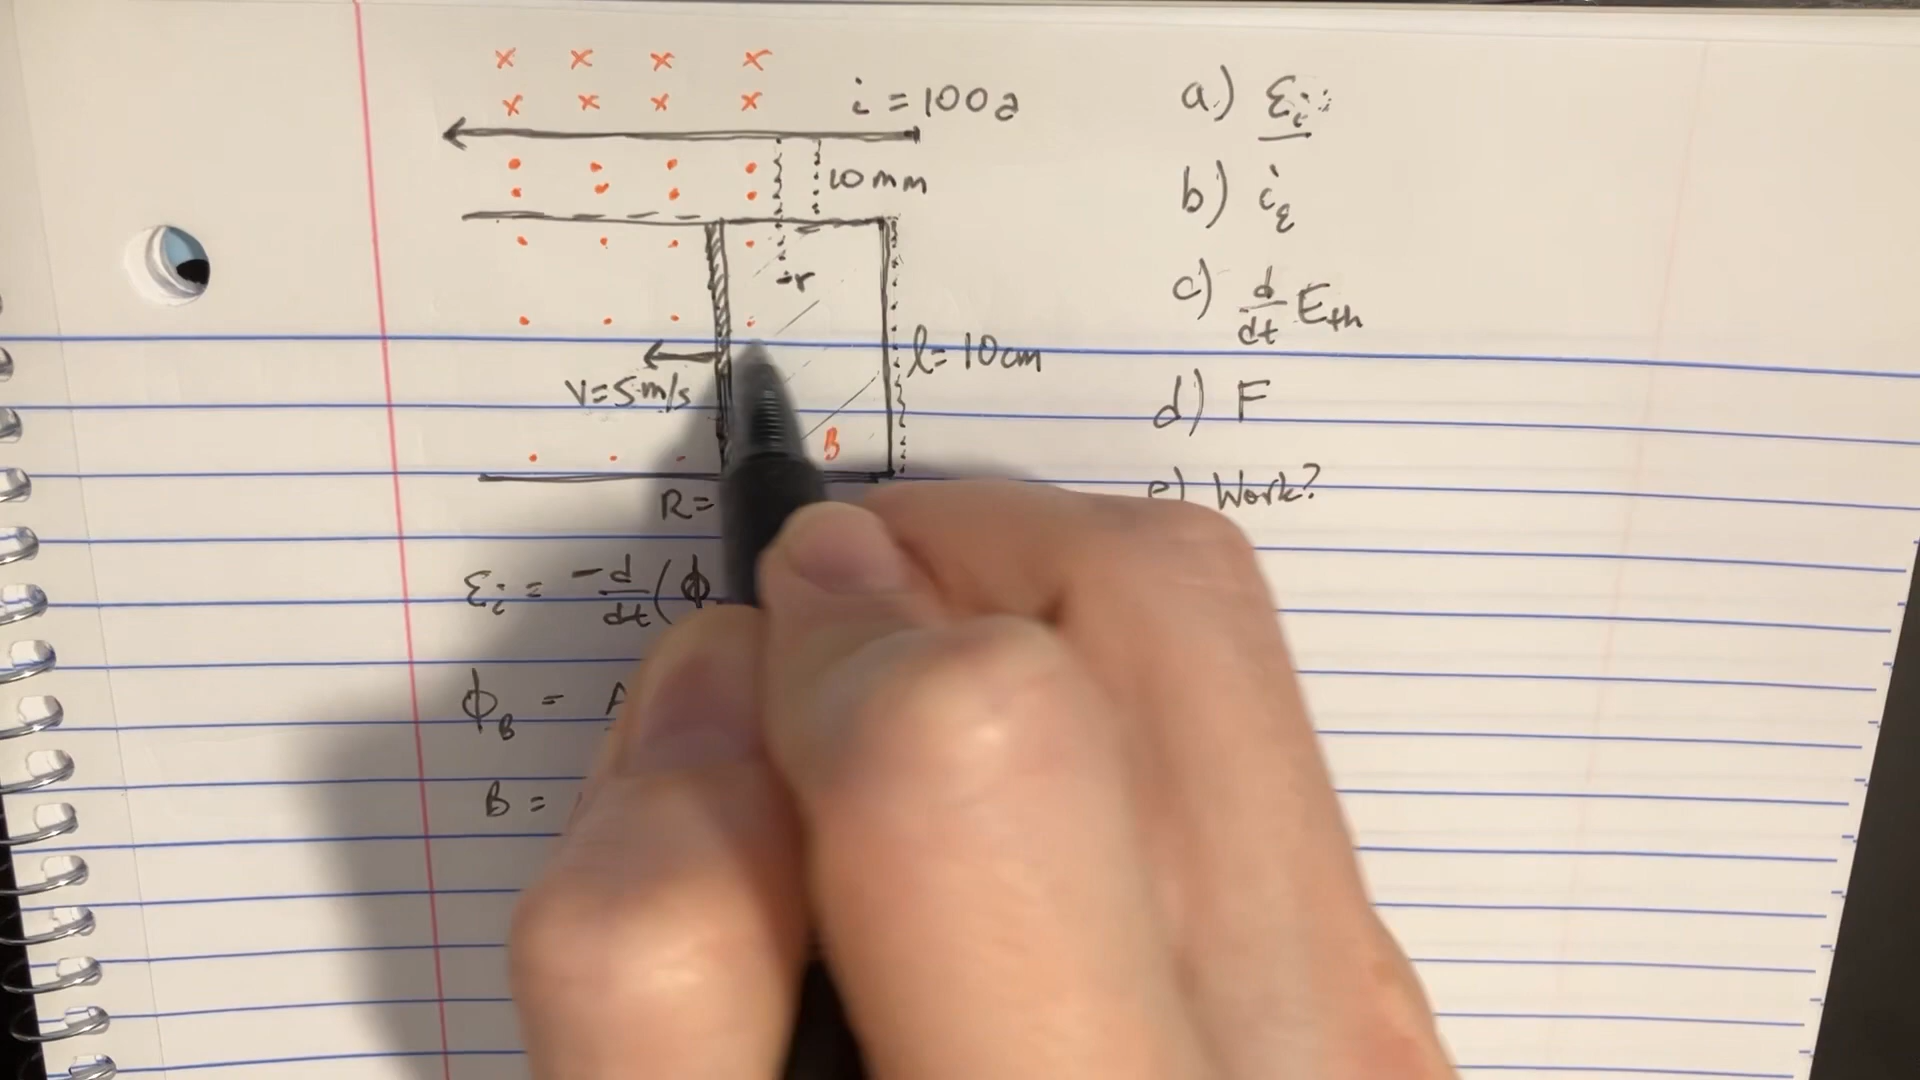 × × × ×
× × × ×
i = 100a
10mm
r
l = 10cm
V = 5m/s
B
R =
εi = -d/dt (ϕ
ϕB =
B =
a) εi
b) iε
c) d/dt Eth
d) F
e) Work?